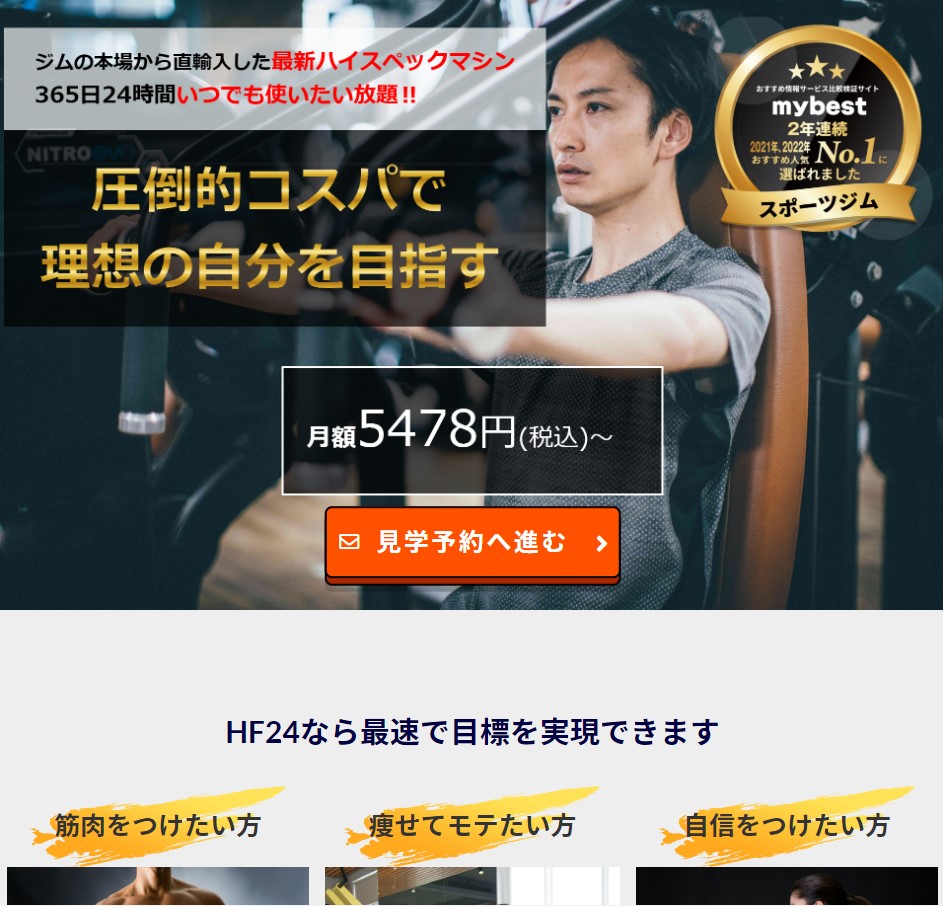 ジムの本場から直輸入した最新ハイスペックマシン
365日24時間いつでも使いたい放題!!
NITRO
圧倒的コスパで
理想の自分を目指す
おすすめ情報サービス比較検証サイト
mybest
2年連続
2021年、2022年
おすすめ人気 No.1に
選ばれました
スポーツジム
月額5478円(税込)～
見学予約へ進む
HF24なら最速で目標を実現できます
筋肉をつけたい方
痩せてモテたい方
自信をつけたい方